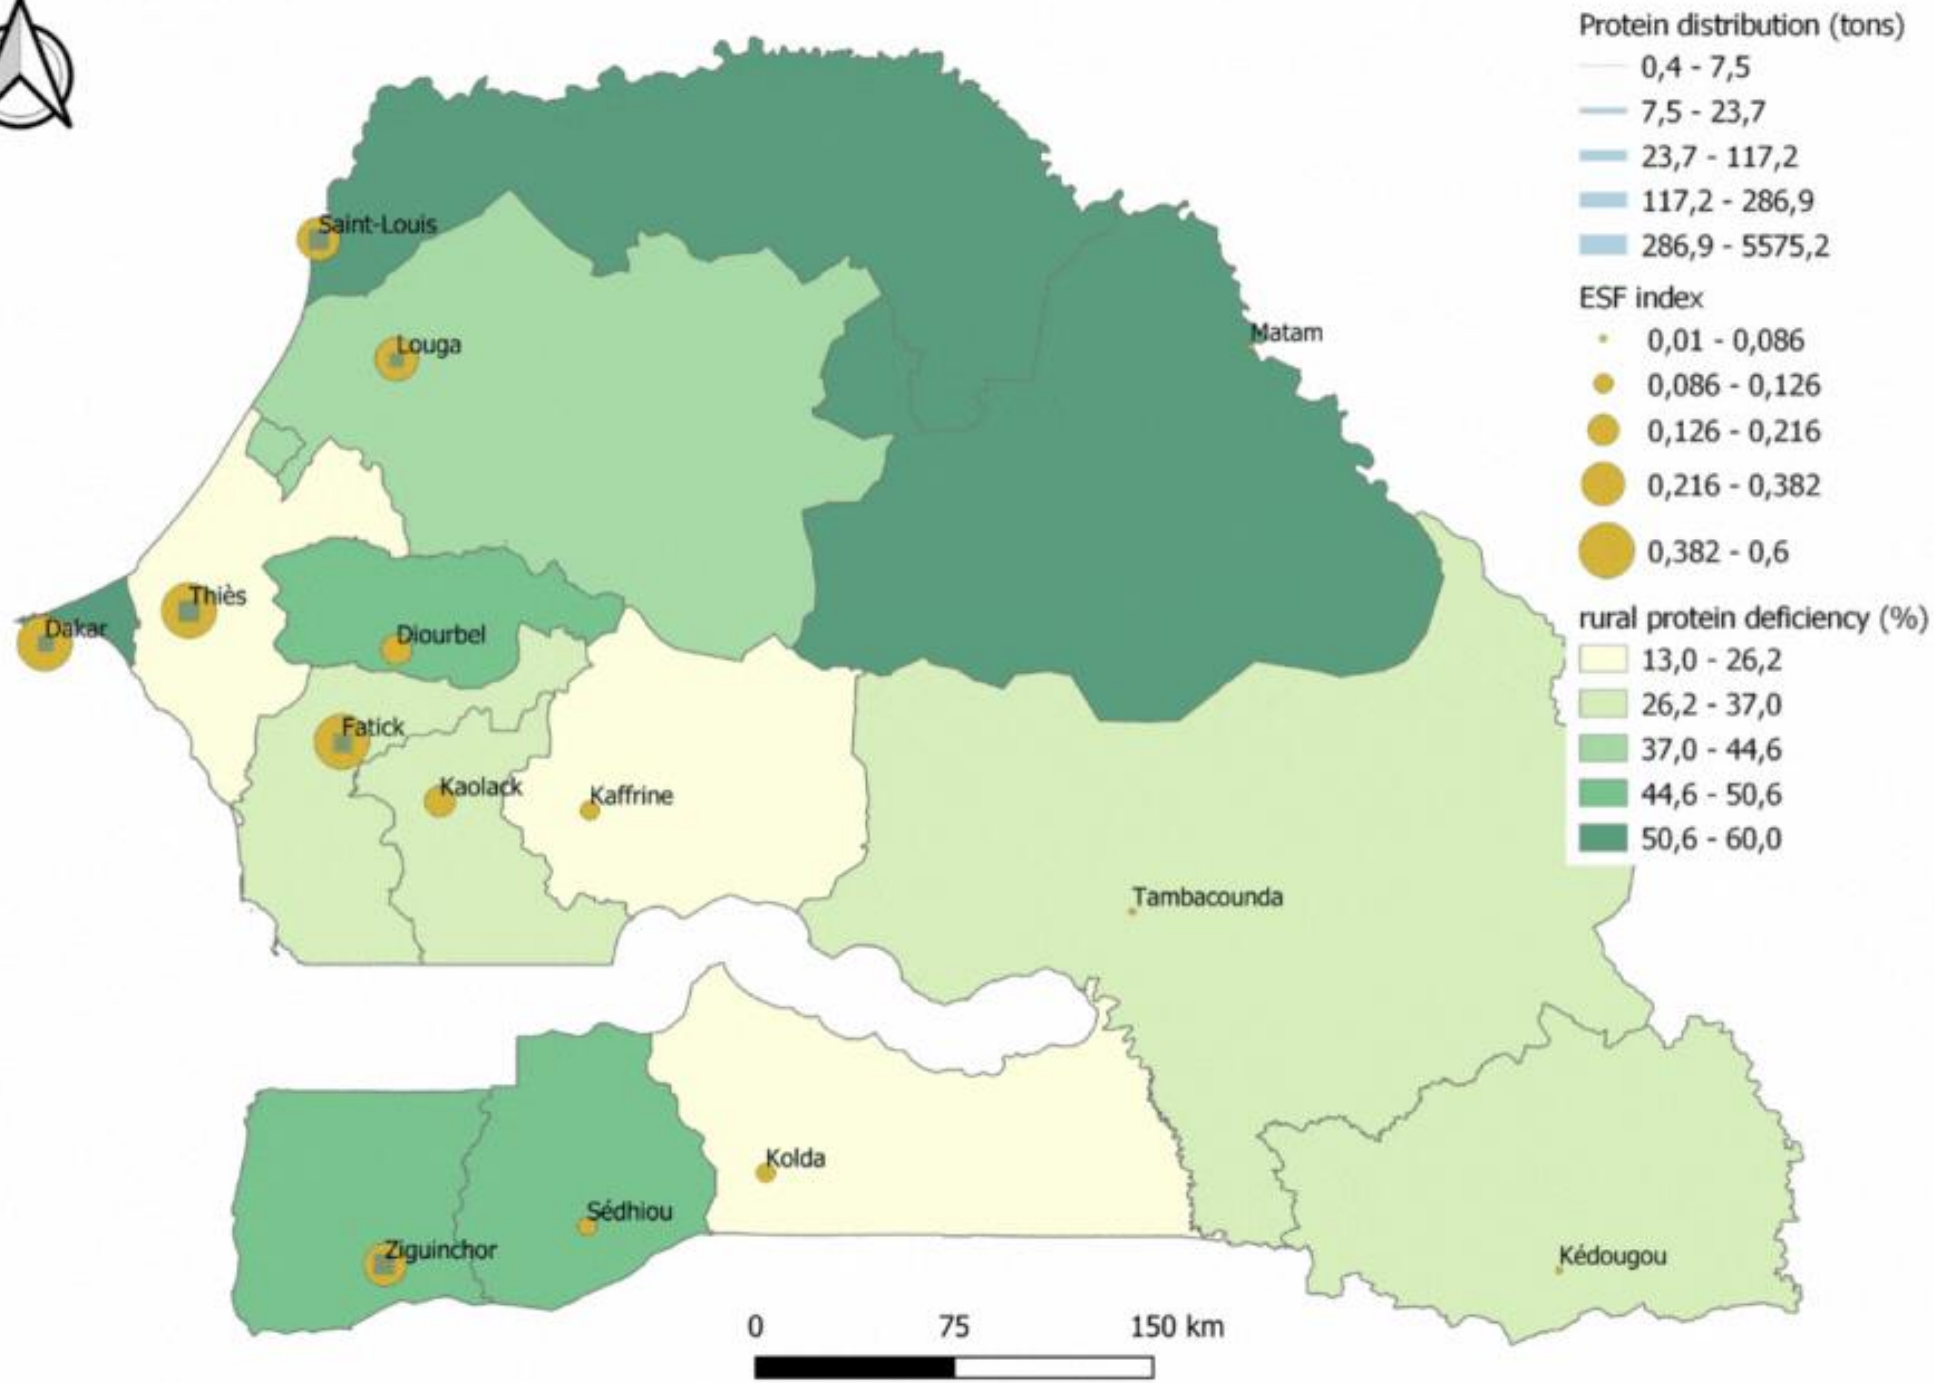 Protein distribution (tons)
0,4 - 7,5
7,5 - 23,7
23,7 - 117,2
117,2 - 286,9
286,9 - 5575,2
ESF index
0,01 - 0,086
0,086 - 0,126
0,126 - 0,216
0,216 - 0,382
0,382 - 0,6
rural protein deficiency (%)
13,0 - 26,2
26,2 - 37,0
37,0 - 44,6
44,6 - 50,6
50,6 - 60,0
Saint-Louis
Matam
Louga
Thiès
Dakar
Diourbel
Fatick
Kaolack
Kaffrine
Tambacounda
Kolda
Sédhiou
Ziguinchor
Kédougou
0 75 150 km